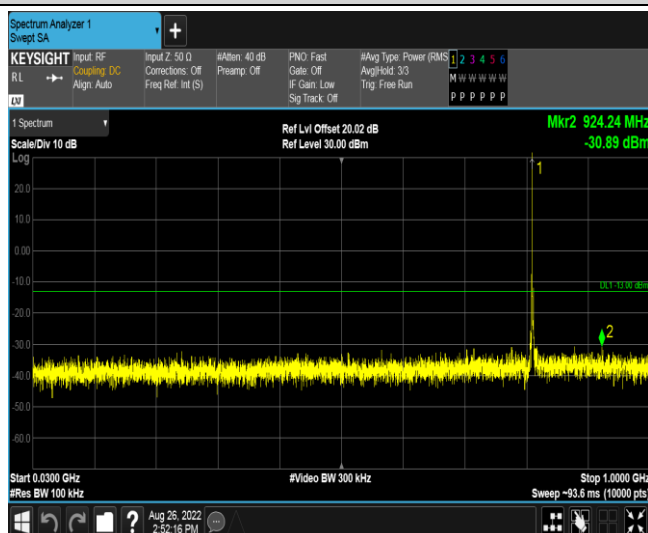 Spectrum Analyzer 1
Swept SA
+
KEYSIGHT
RL
Input: RF
Coupling: DC
Align: Auto
Input Z: 50 Ω
Corrections: Off
Freq Ref: Int (S)
#Atten: 40 dB
Preamp: Off
PNO: Fast
Gate: Off
IF Gain: Low
Sig Track: Off
#Avg Type: Power (RMS
Avg|Hold: 3/3
Trig: Free Run
1 2 3 4 5 6
M W W W W W
P P P P P P
LXI
1 Spectrum
Scale/Div 10 dB
Ref Lvl Offset 20.02 dB
Ref Level 30.00 dBm
Mkr2 924.24 MHz
-30.89 dBm
Log
1
20.0
10.0
0.00
-10.0
DL1 -13.00 dBm
-20.0
-30.0
2
-40.0
-50.0
-60.0
Start 0.0300 GHz
#Res BW 100 kHz
#Video BW 300 kHz
Stop 1.0000 GHz
Sweep ~93.6 ms (10000 pts)
?
Aug 26, 2022
2:52:16 PM